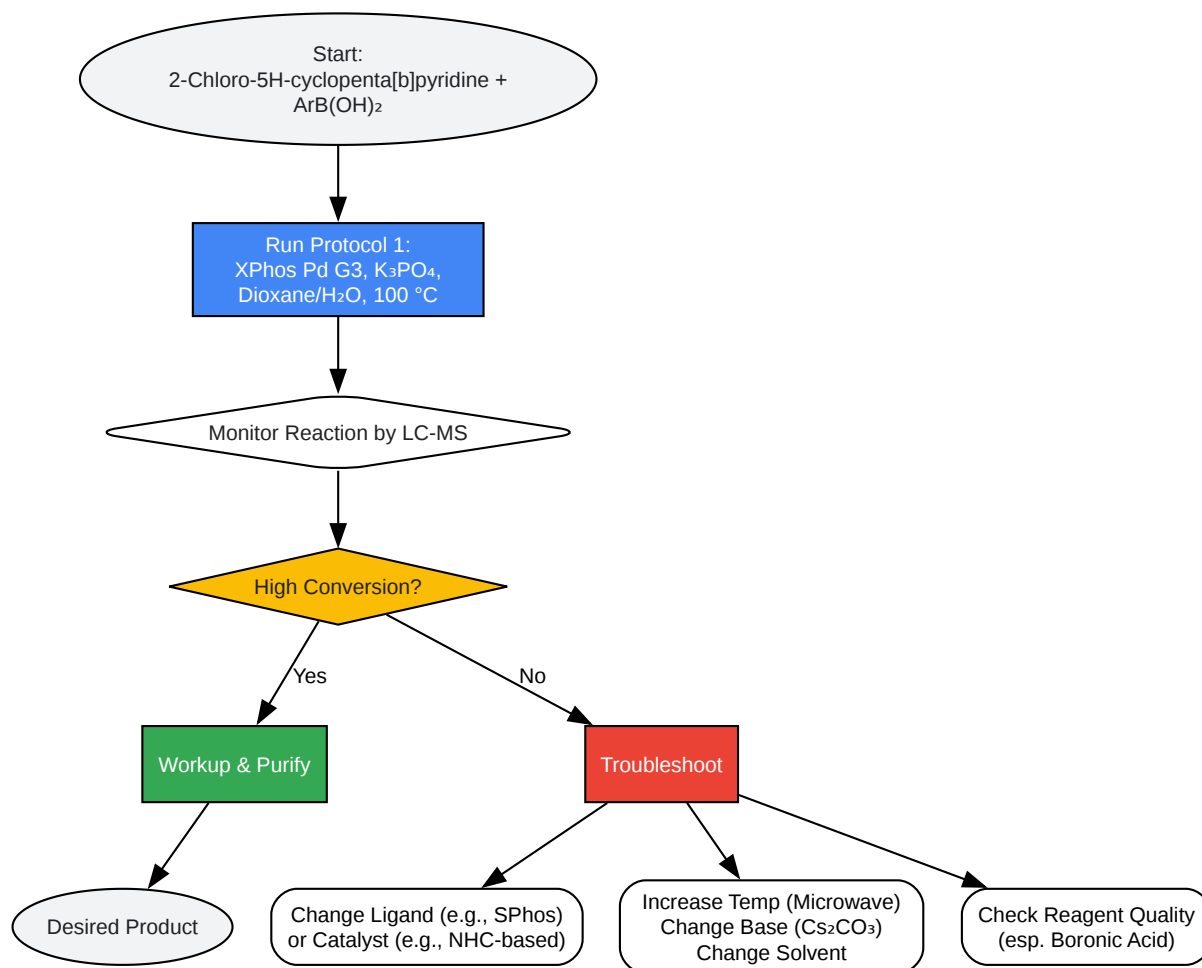 Start:
2-Chloro-5H-cyclopenta[b]pyridine +
ArB(OH)₂
Run Protocol 1:
XPhos Pd G3, K₃PO₄,
Dioxane/H₂O, 100 °C
Monitor Reaction by LC-MS
High Conversion?
Yes
No
Workup & Purify
Troubleshoot
Desired Product
Change Ligand (e.g., SPhos)
or Catalyst (e.g., NHC-based)
Increase Temp (Microwave)
Change Base (Cs₂CO₃)
Change Solvent
Check Reagent Quality
(esp. Boronic Acid)